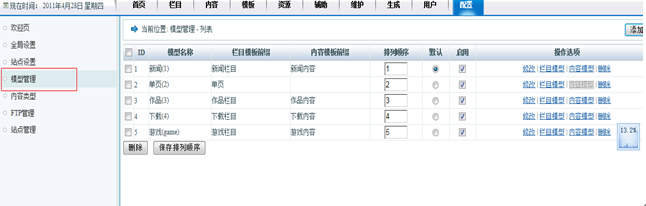 现在时间: 2011年4月28日 星期四
首页 栏目 内容 模板 资源 辅助 维护 生成 用户 配置
欢迎页
全局设置
站点设置
模型管理
内容类型
FTP管理
站点管理
当前位置: 模型管理 - 列表 添加
ID 模型名称 栏目模板前缀 内容模板前缀 排列顺序 默认 启用 操作选项
1 新闻(1) 新闻栏目 新闻内容 1 修改 | 栏目模型 | 内容模型 | 删除
2 单页(2) 单页 2 修改 | 栏目模型 | 内容模型 | 删除
3 作品(3) 作品栏目 作品内容 3 修改 | 栏目模型 | 内容模型 | 删除
4 下载(4) 下载栏目 下载内容 4 修改 | 栏目模型 | 内容模型 | 删除
5 游戏(game) 游戏栏目 游戏内容 5 修改 | 栏目模型 | 内容模型 | 删除
13.2%
删除 保存排列顺序